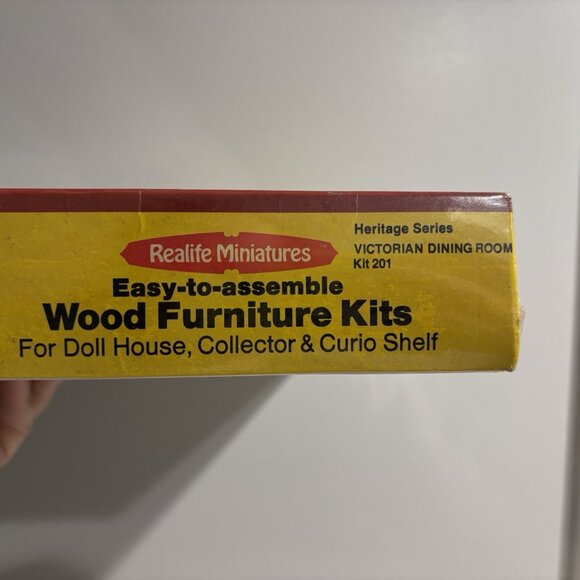 Realife Miniatures
Heritage Series
VICTORIAN DINING ROOM
Kit 201
Easy-to-assemble
Wood Furniture Kits
For Doll House, Collector & Curio Shelf